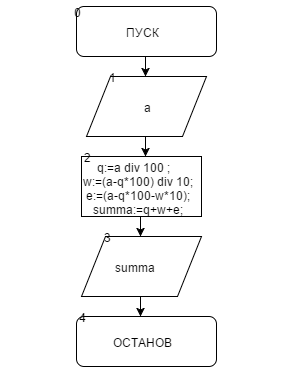 0
ПУСК
1
a
2
q:=a div 100 ;
w:=(a-q*100) div 10;
e:=(a-q*100-w*10);
summa:=q+w+e;
3
summa
4
ОСТАНОВ